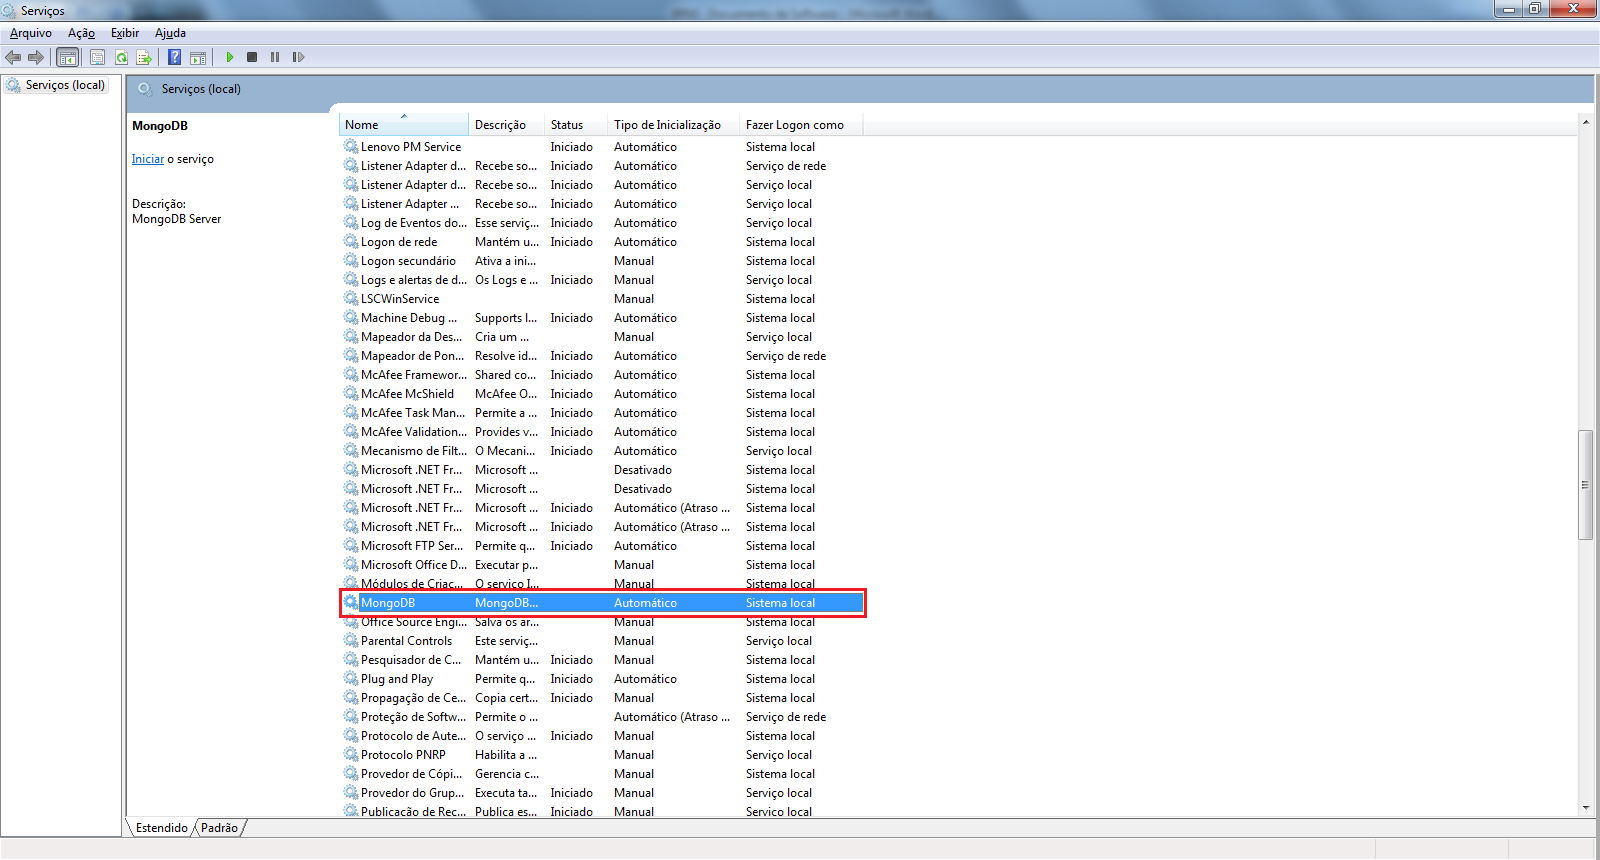 Serviços
Arquivo Ação Exibir Ajuda
Serviços (local)
Serviços (local)
MongoDB
Iniciar o serviço
Descrição:
MongoDB Server
Nome Descrição Status Tipo de Inicialização Fazer Logon como
Lenovo PM Service Iniciado Automático Sistema local
Listener Adapter d... Recebe so... Iniciado Automático Serviço de rede
Listener Adapter d... Recebe so... Iniciado Automático Serviço local
Listener Adapter ... Recebe so... Iniciado Automático Serviço local
Log de Eventos do... Esse serviç... Iniciado Automático Serviço local
Logon de rede Mantém u... Iniciado Automático Sistema local
Logon secundário Ativa a ini... Manual Sistema local
Logs e alertas de d... Os Logs e ... Iniciado Manual Serviço local
LSCWinService Manual Sistema local
Machine Debug ... Supports l... Iniciado Automático Sistema local
Mapeador da Des... Cria um ... Manual Serviço local
Mapeador de Pon... Resolve id... Iniciado Automático Serviço de rede
McAfee Framewor... Shared co... Iniciado Automático Sistema local
McAfee McShield McAfee O... Iniciado Automático Sistema local
McAfee Task Man... Permite a ... Iniciado Automático Sistema local
McAfee Validation... Provides v... Iniciado Automático Sistema local
Mecanismo de Filt... O Mecani... Iniciado Automático Serviço local
Microsoft .NET Fr... Microsoft ... Desativado Sistema local
Microsoft .NET Fr... Microsoft ... Desativado Sistema local
Microsoft .NET Fr... Microsoft ... Iniciado Automático (Atraso ... Sistema local
Microsoft .NET Fr... Microsoft ... Iniciado Automático (Atraso ... Sistema local
Microsoft FTP Ser... Permite q... Iniciado Automático Sistema local
Microsoft Office D... Executar p... Manual Sistema local
Módulos de Criaç... O serviço I... Manual Sistema local
MongoDB MongoDB... Automático Sistema local
Office Source Engi... Salva os ar... Manual Sistema local
Parental Controls Este serviç... Manual Serviço local
Pesquisador de C... Mantém u... Iniciado Manual Sistema local
Plug and Play Permite q... Iniciado Automático Sistema local
Propagação de Ce... Copia cert... Iniciado Manual Sistema local
Proteção de Softw... Permite o ... Automático (Atraso ... Serviço de rede
Protocolo de Aute... O serviço ... Iniciado Manual Sistema local
Protocolo PNRP Habilita a ... Manual Serviço local
Provedor de Cópi... Gerencia c... Manual Sistema local
Provedor do Grup... Executa ta... Iniciado Manual Serviço local
Publicação de Rec... Publica es... Iniciado Manual Serviço local
Estendido Padrão